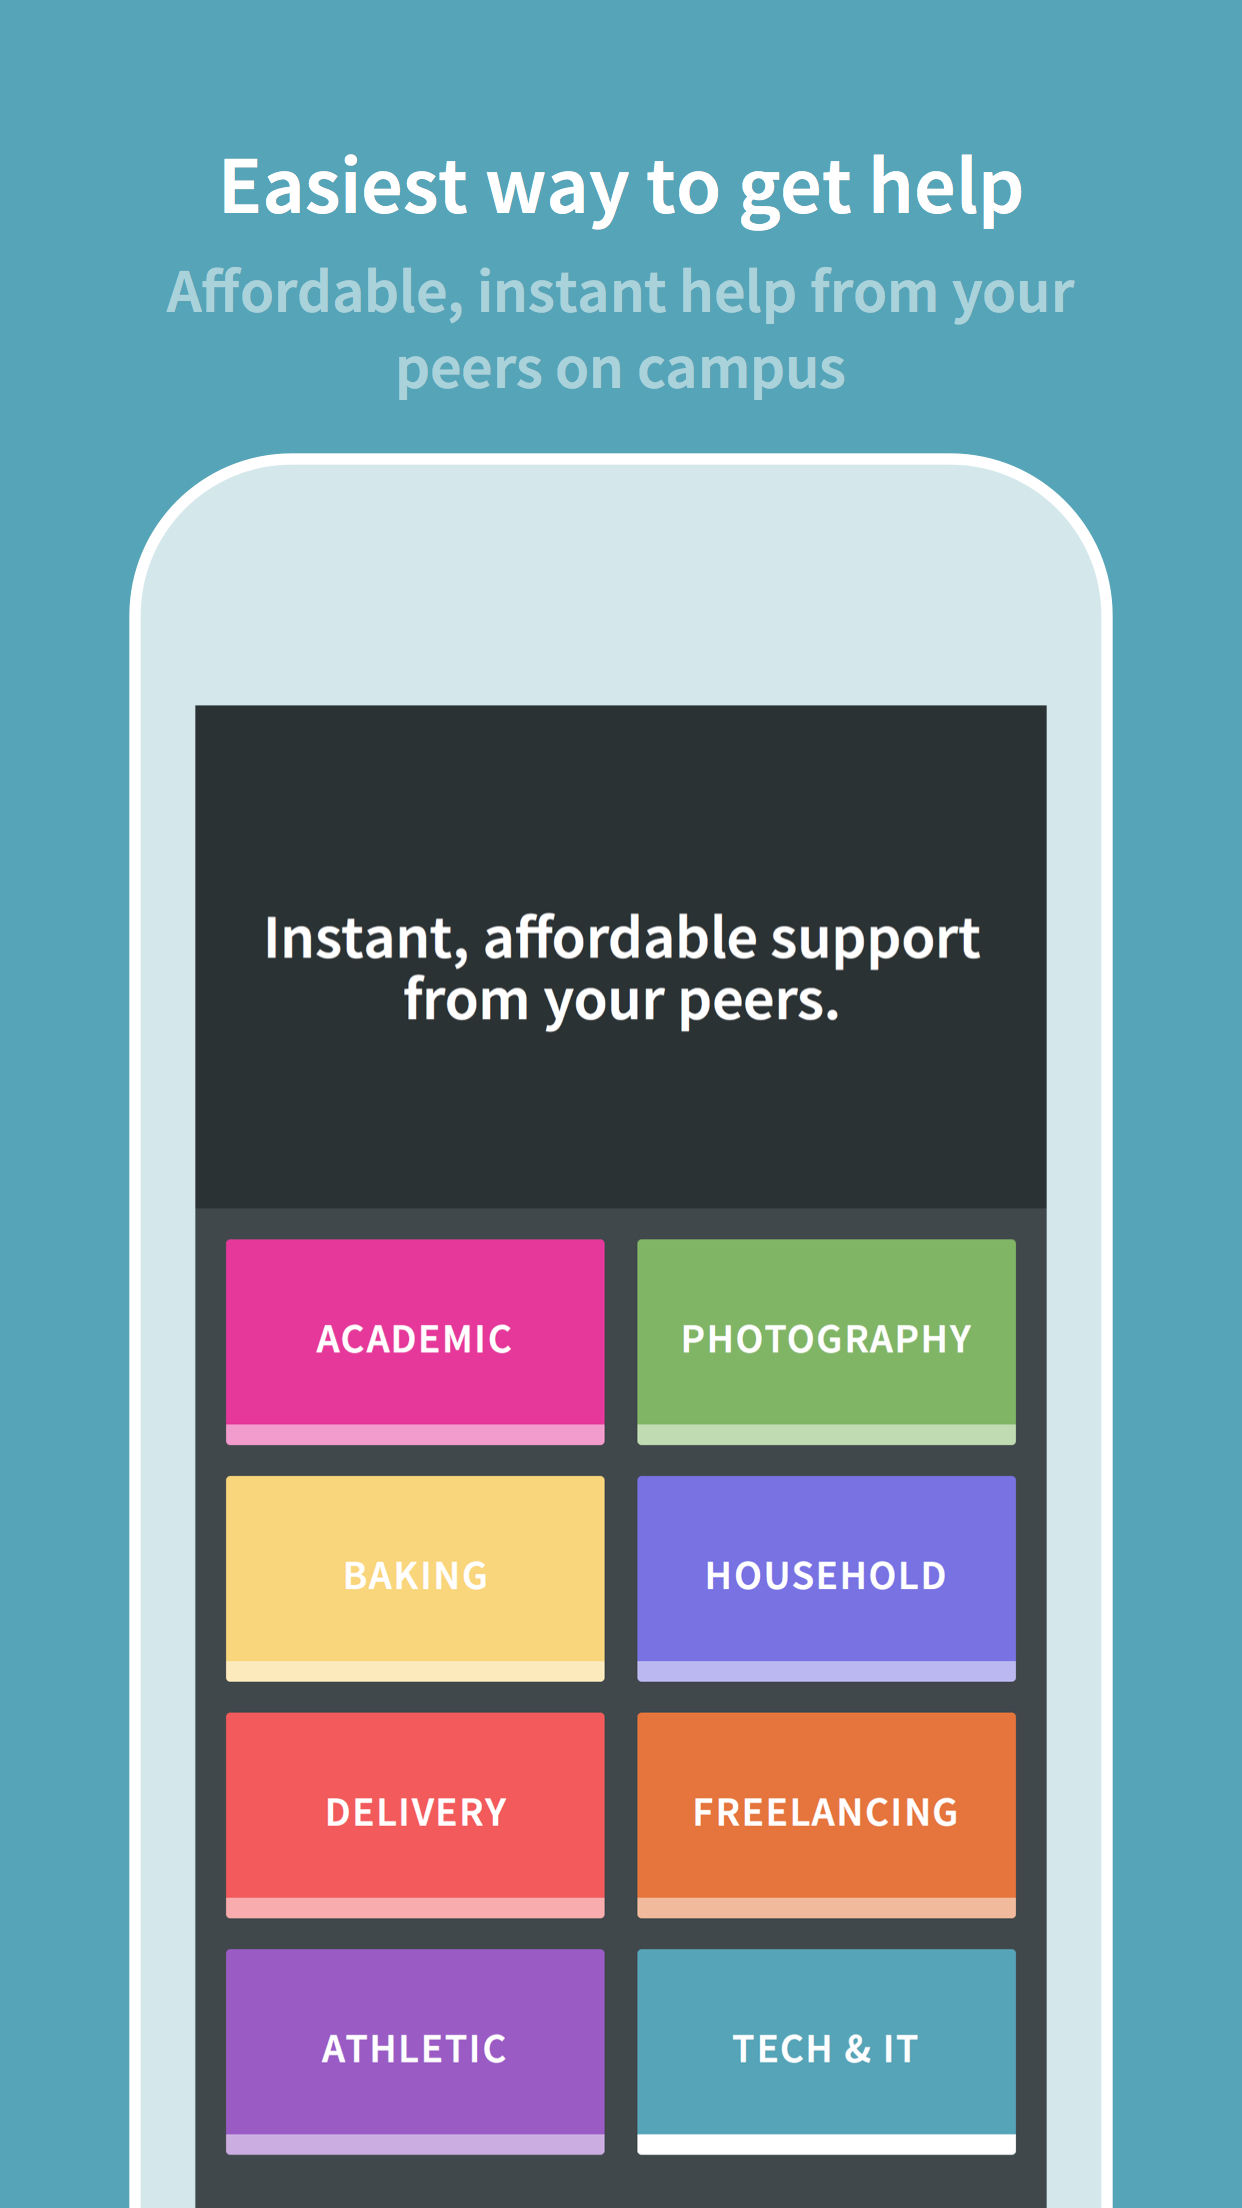 Easiest way to get help
Affordable, instant help from your
peers on campus
Instant, affordable support
from your peers.
ACADEMIC
PHOTOGRAPHY
BAKING
HOUSEHOLD
DELIVERY
FREELANCING
ATHLETIC
TECH & IT